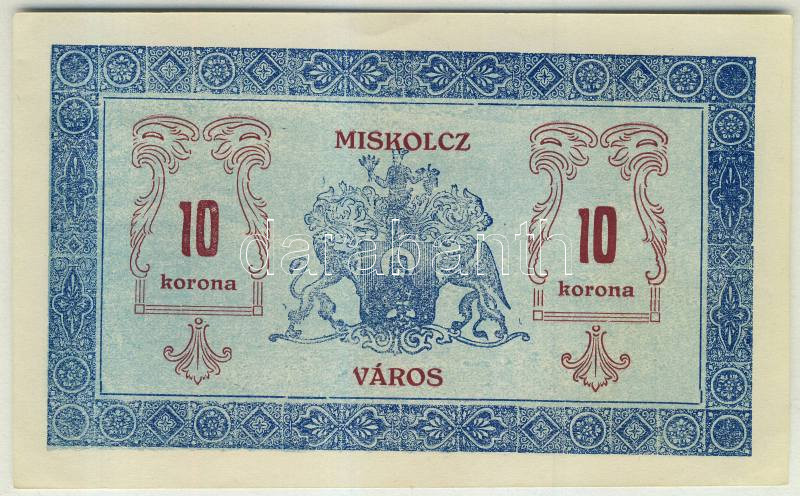 MISKOLCZ
10
korona
10
korona
darabanth
VÁROS